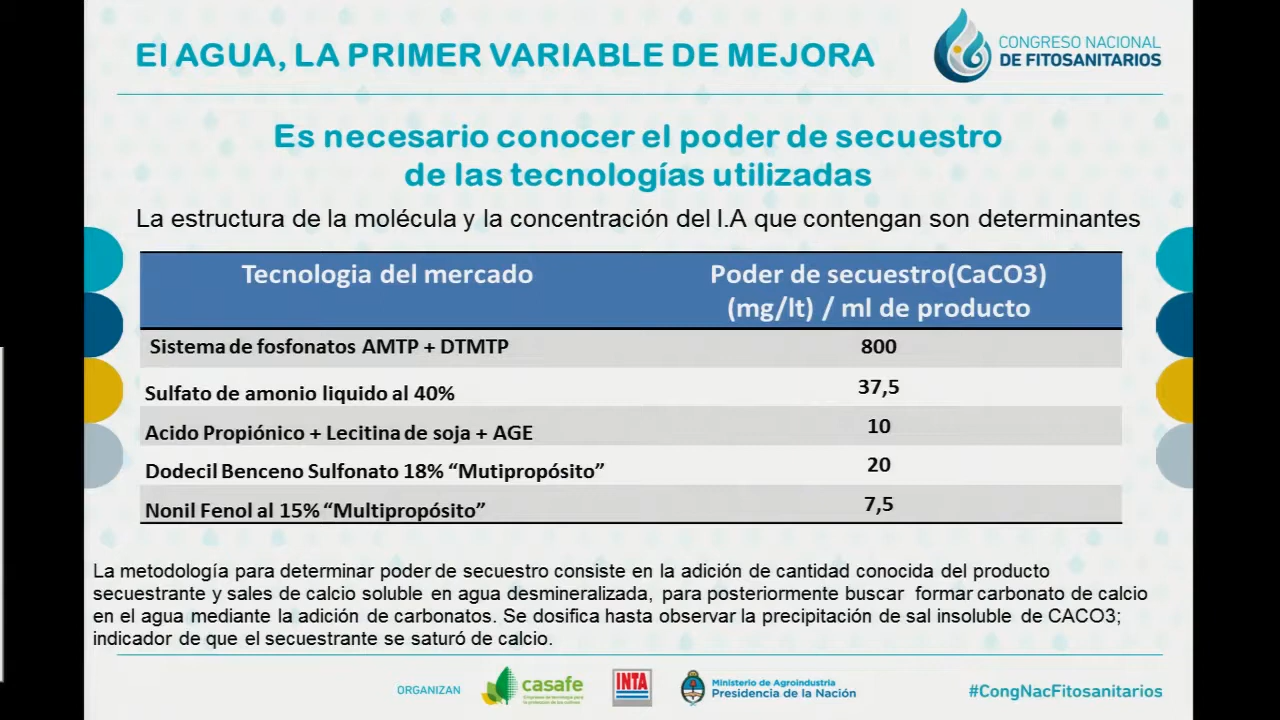 El AGUA, LA PRIMER VARIABLE DE MEJORA
CONGRESO NACIONAL
DE FITOSANITARIOS
Es necesario conocer el poder de secuestro
de las tecnologías utilizadas
La estructura de la molécula y la concentración del I.A que contengan son determinantes
Tecnologia del mercado
Poder de secuestro(CaCO3)
(mg/lt) / ml de producto
Sistema de fosfonatos AMTP + DTMTP 800
Sulfato de amonio liquido al 40% 37,5
Acido Propiónico + Lecitina de soja + AGE 10
Dodecil Benceno Sulfonato 18% “Mutipropósito” 20
Nonil Fenol al 15% “Multipropósito” 7,5
La metodología para determinar poder de secuestro consiste en la adición de cantidad conocida del producto
secuestrante y sales de calcio soluble en agua desmineralizada, para posteriormente buscar formar carbonato de calcio
en el agua mediante la adición de carbonatos. Se dosifica hasta observar la precipitación de sal insoluble de CACO3;
indicador de que el secuestrante se saturó de calcio.
ORGANIZAN
casafe
INTA
Ministerio de Agroindustria
Presidencia de la Nación
#CongNacFitosanitarios